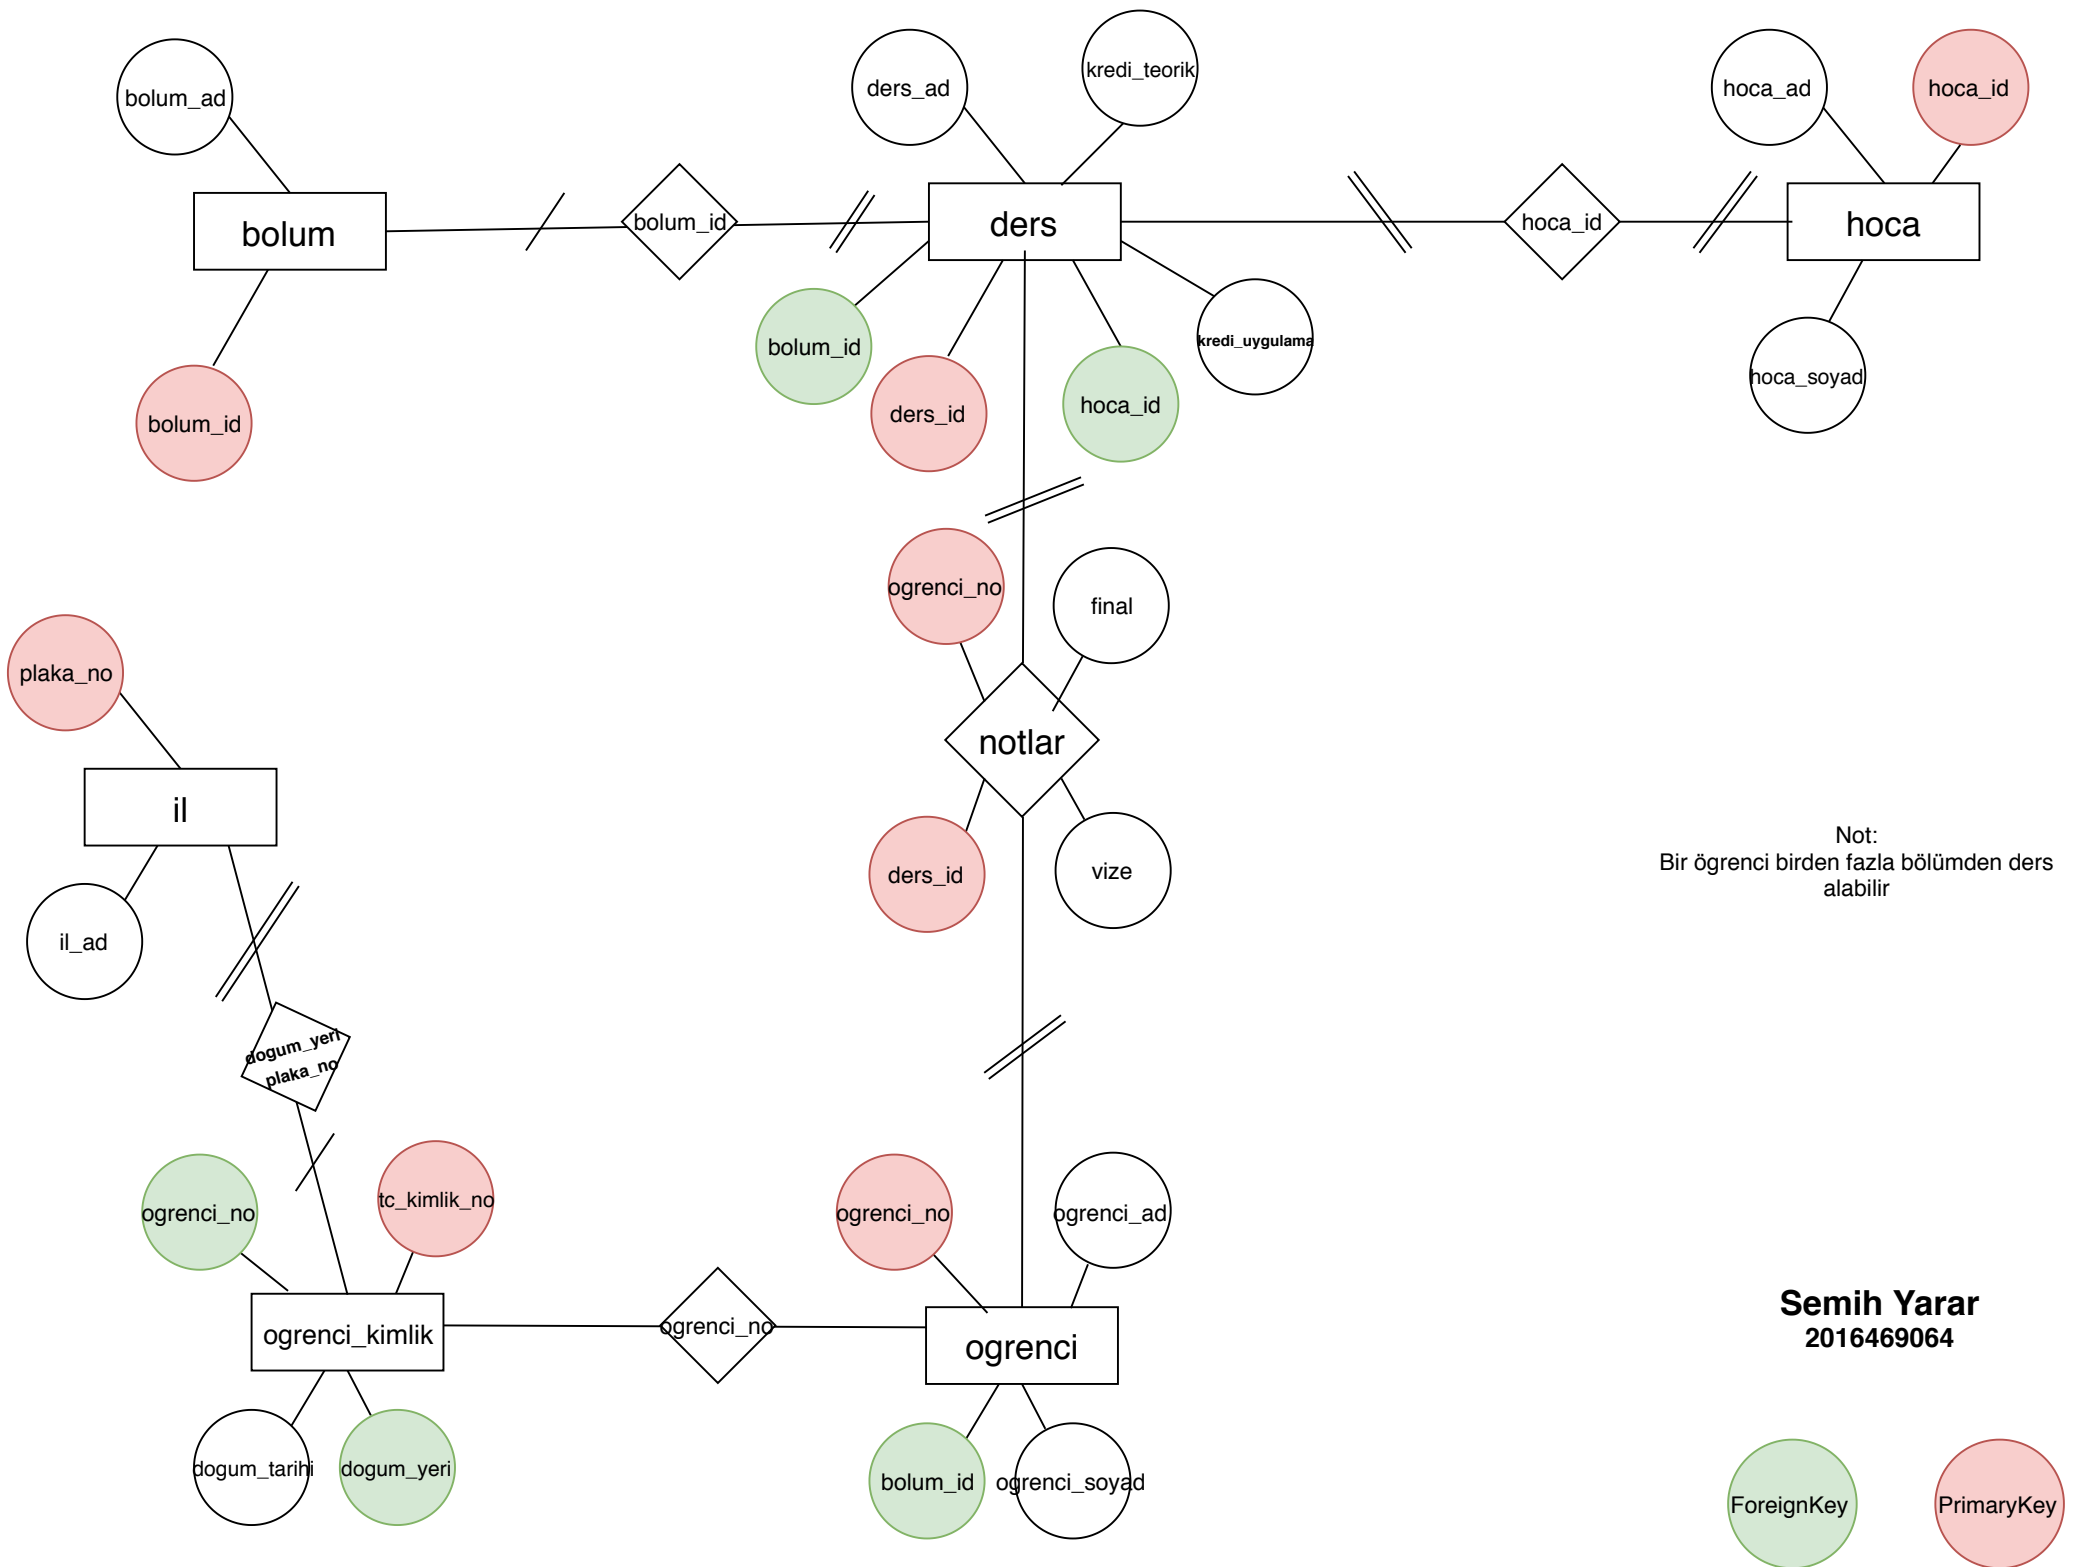 kredi_teorik
bolum_ad
ders_ad
hoca_ad
hoca_id
bolum
bolum_id
ders
hoca_id
hoca
bolum_id
kredi_uygulama
hoca_soyad
bolum_id
ders_id
hoca_id
ogrenci_no
final
plaka_no
notlar
il
ders_id
vize
il_ad
Not:
Bir ögrenci birden fazla bölümden ders
alabilir
dogum_yeri
plaka_no
ogrenci_no
tc_kimlik_no
ogrenci_no
ogrenci_ad
ogrenci_kimlik
ogrenci_no
ogrenci
Semih Yarar
2016469064
dogum_tarihi
dogum_yeri
bolum_id
ogrenci_soyad
ForeignKey
PrimaryKey